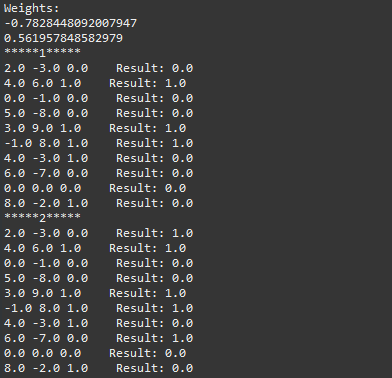 Weights:
-0.7828448092007947
0.561957848582979
*****1*****
2.0 -3.0 0.0    Result: 0.0
4.0 6.0 1.0    Result: 1.0
0.0 -1.0 0.0    Result: 0.0
5.0 -8.0 0.0    Result: 0.0
3.0 9.0 1.0    Result: 1.0
-1.0 8.0 1.0    Result: 1.0
4.0 -3.0 1.0    Result: 0.0
6.0 -7.0 0.0    Result: 0.0
0.0 0.0 0.0    Result: 0.0
8.0 -2.0 1.0    Result: 0.0
*****2*****
2.0 -3.0 0.0    Result: 1.0
4.0 6.0 1.0    Result: 1.0
0.0 -1.0 0.0    Result: 0.0
5.0 -8.0 0.0    Result: 0.0
3.0 9.0 1.0    Result: 1.0
-1.0 8.0 1.0    Result: 1.0
4.0 -3.0 1.0    Result: 0.0
6.0 -7.0 0.0    Result: 1.0
0.0 0.0 0.0    Result: 0.0
8.0 -2.0 1.0    Result: 0.0